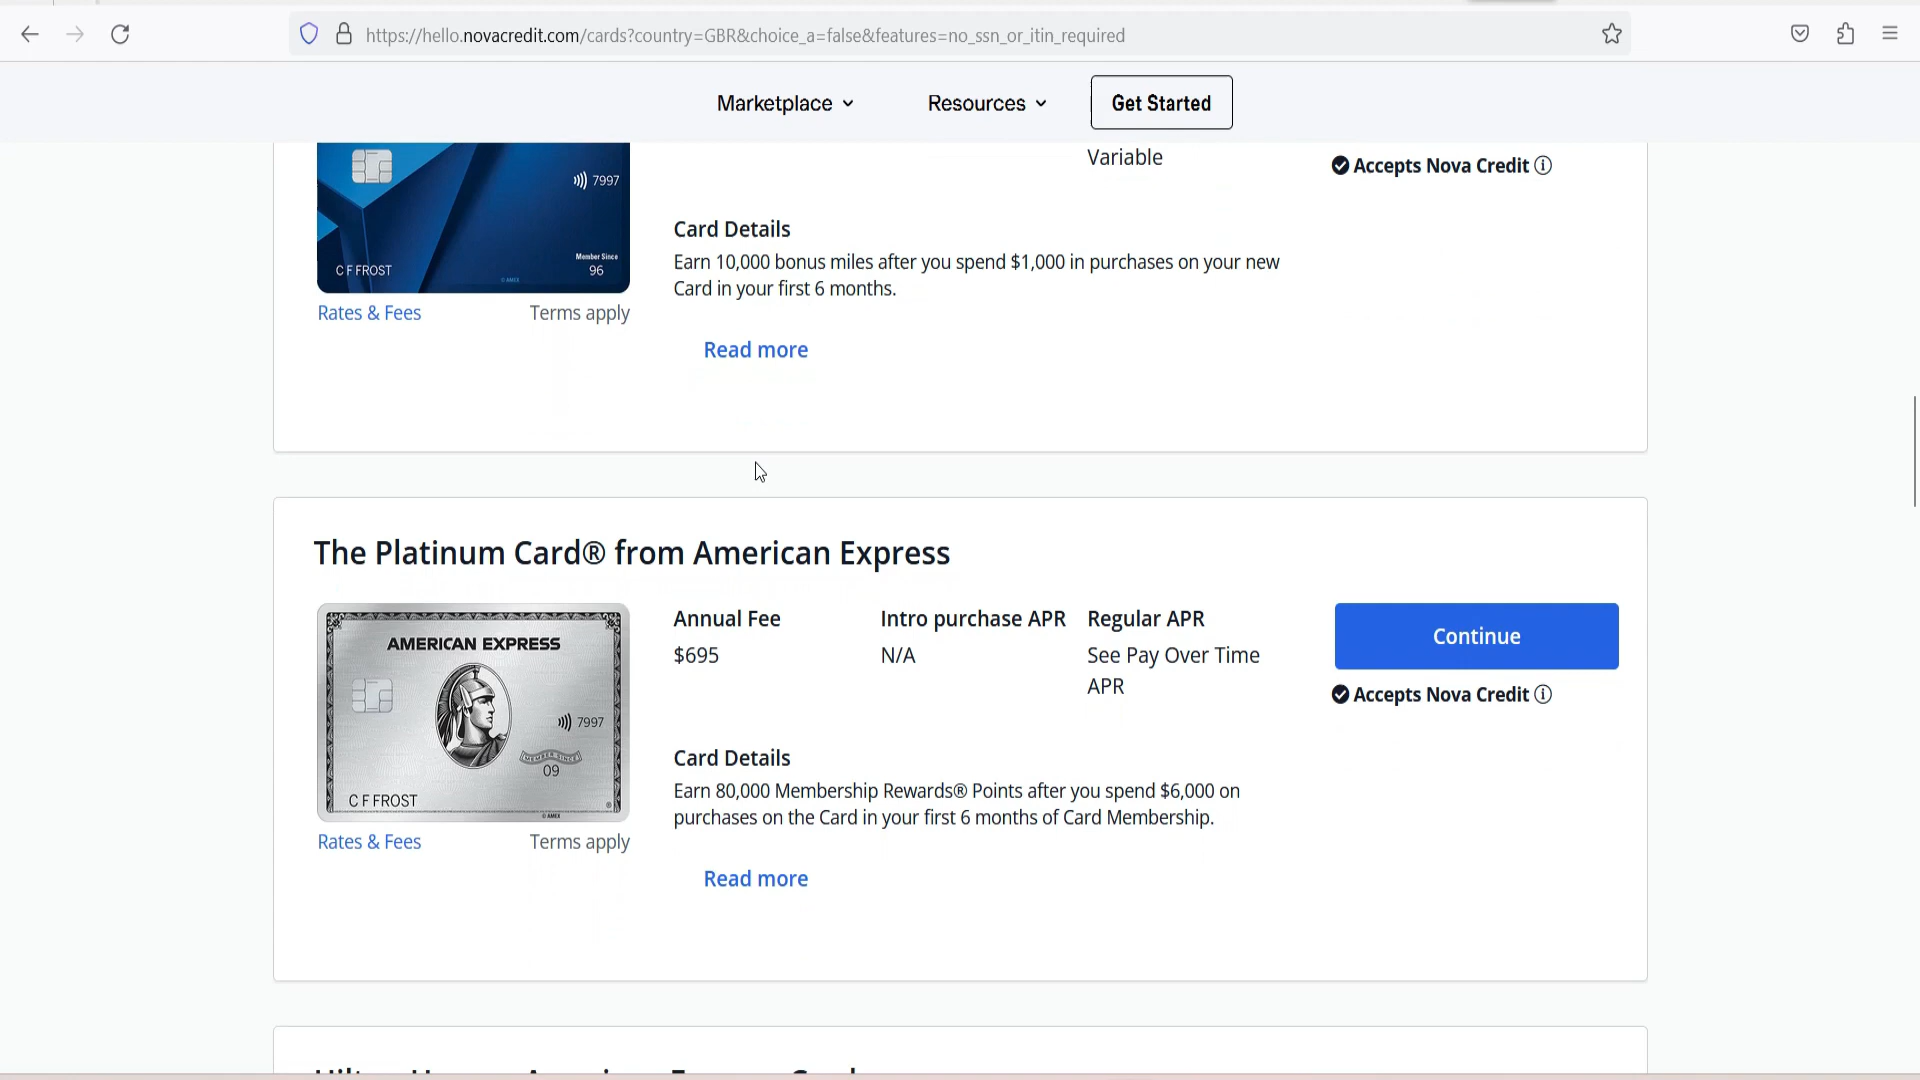 https://hello.novacredit.com/cards?country=GBR&choice_a=false&features=no_ssn_or_itin_required
Marketplace
Resources
Get Started
7997
Member Since
96
C F FROST
© AMEX
Rates & Fees
Terms apply
Variable
Accepts Nova Credit
Card Details
Earn 10,000 bonus miles after you spend $1,000 in purchases on your new
Card in your first 6 months.
Read more
The Platinum Card® from American Express
AMERICAN EXPRESS
7997
MEMBER SINCE
09
C F FROST
© AMEX
Rates & Fees
Terms apply
Annual Fee
$695
Intro purchase APR
N/A
Regular APR
See Pay Over Time
APR
Continue
Accepts Nova Credit
Card Details
Earn 80,000 Membership Rewards® Points after you spend $6,000 on
purchases on the Card in your first 6 months of Card Membership.
Read more